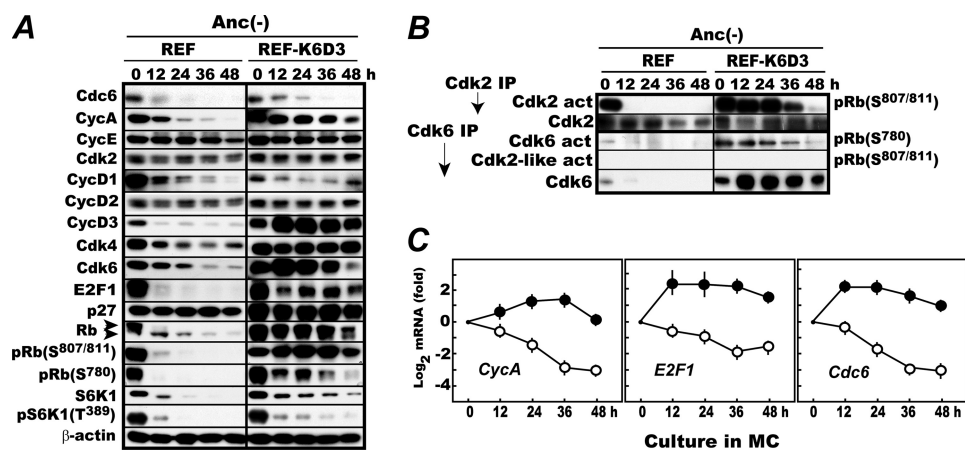 A
Anc(-)
REF REF-K6D3
0 12 24 36 48 0 12 24 36 48 h
Cdc6
CycA
CycE
Cdk2
CycD1
CycD2
CycD3
Cdk4
Cdk6
E2F1
p27
Rb
pRb(S807/811)
pRb(S780)
S6K1
pS6K1(T389)
β-actin
B
Anc(-)
REF REF-K6D3
0 12 24 36 48 0 12 24 36 48 h
Cdk2 IP
Cdk2 act pRb(S807/811)
Cdk2
Cdk6 IP
Cdk6 act pRb(S780)
Cdk2-like act pRb(S807/811)
Cdk6
C
Log2 mRNA (fold)
4
2
0
-2
-4
CycA E2F1 Cdc6
12 24 36 48 h 12 24 36 48 h 12 24 36 48 h
Culture in MC